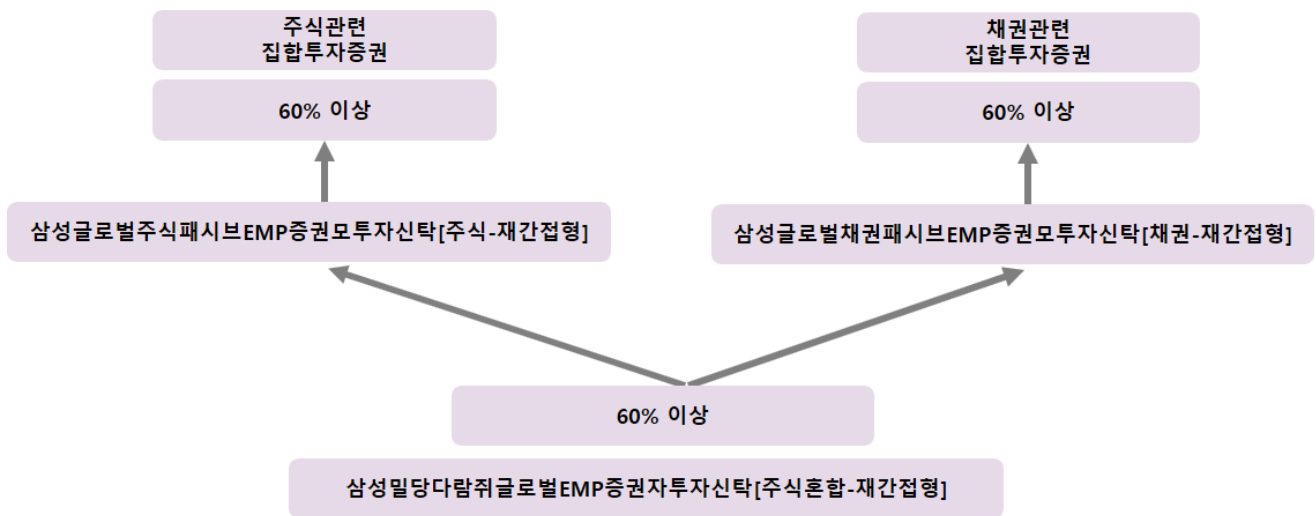 주식관련
집합투자증권
60% 이상
삼성글로벌주식패시브EMP증권모투자신탁[주식-재간접형]
채권관련
집합투자증권
60% 이상
삼성글로벌채권패시브EMP증권모투자신탁[채권-재간접형]
60% 이상
삼성밀당다람쥐글로벌EMP증권자투자신탁[주식혼합-재간접형]